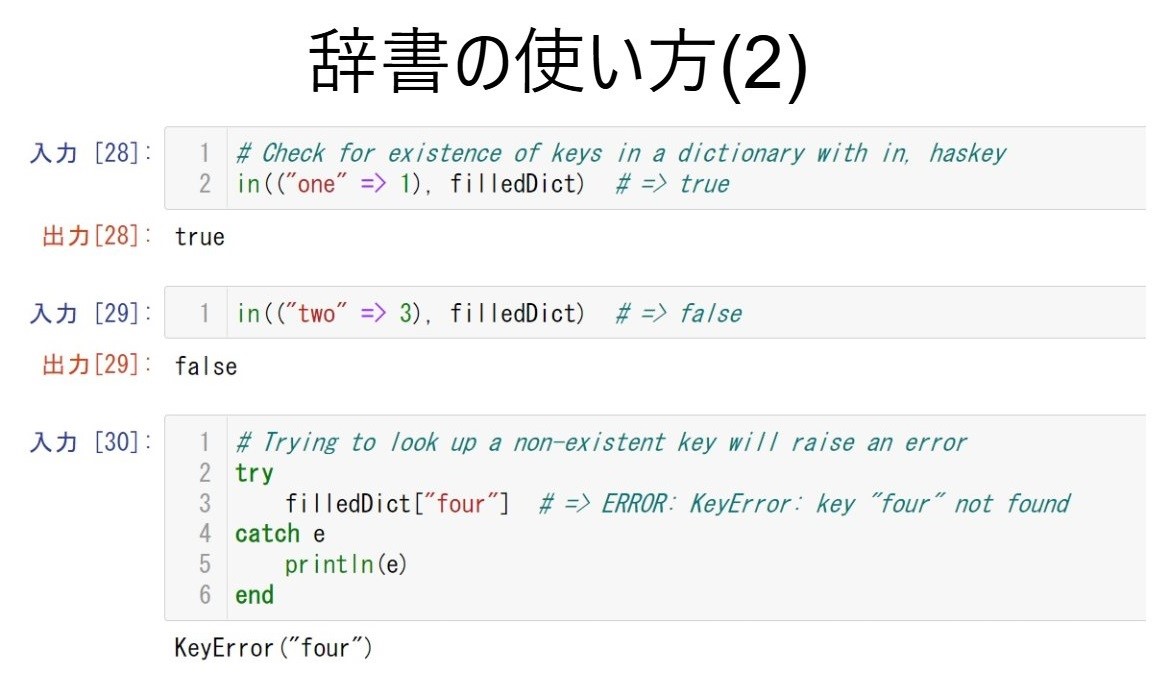 辞書の使い方(2)
入力 [28]:
1 # Check for existence of keys in a dictionary with in, haskey
2 in(("one" => 1), filledDict)  # => true
出力[28]: true
入力 [29]:
1 in(("two" => 3), filledDict)  # => false
出力[29]: false
入力 [30]:
1 # Trying to look up a non-existent key will raise an error
2 try
3     filledDict["four"]  # => ERROR: KeyError: key "four" not found
4 catch e
5     println(e)
6 end
KeyError("four")